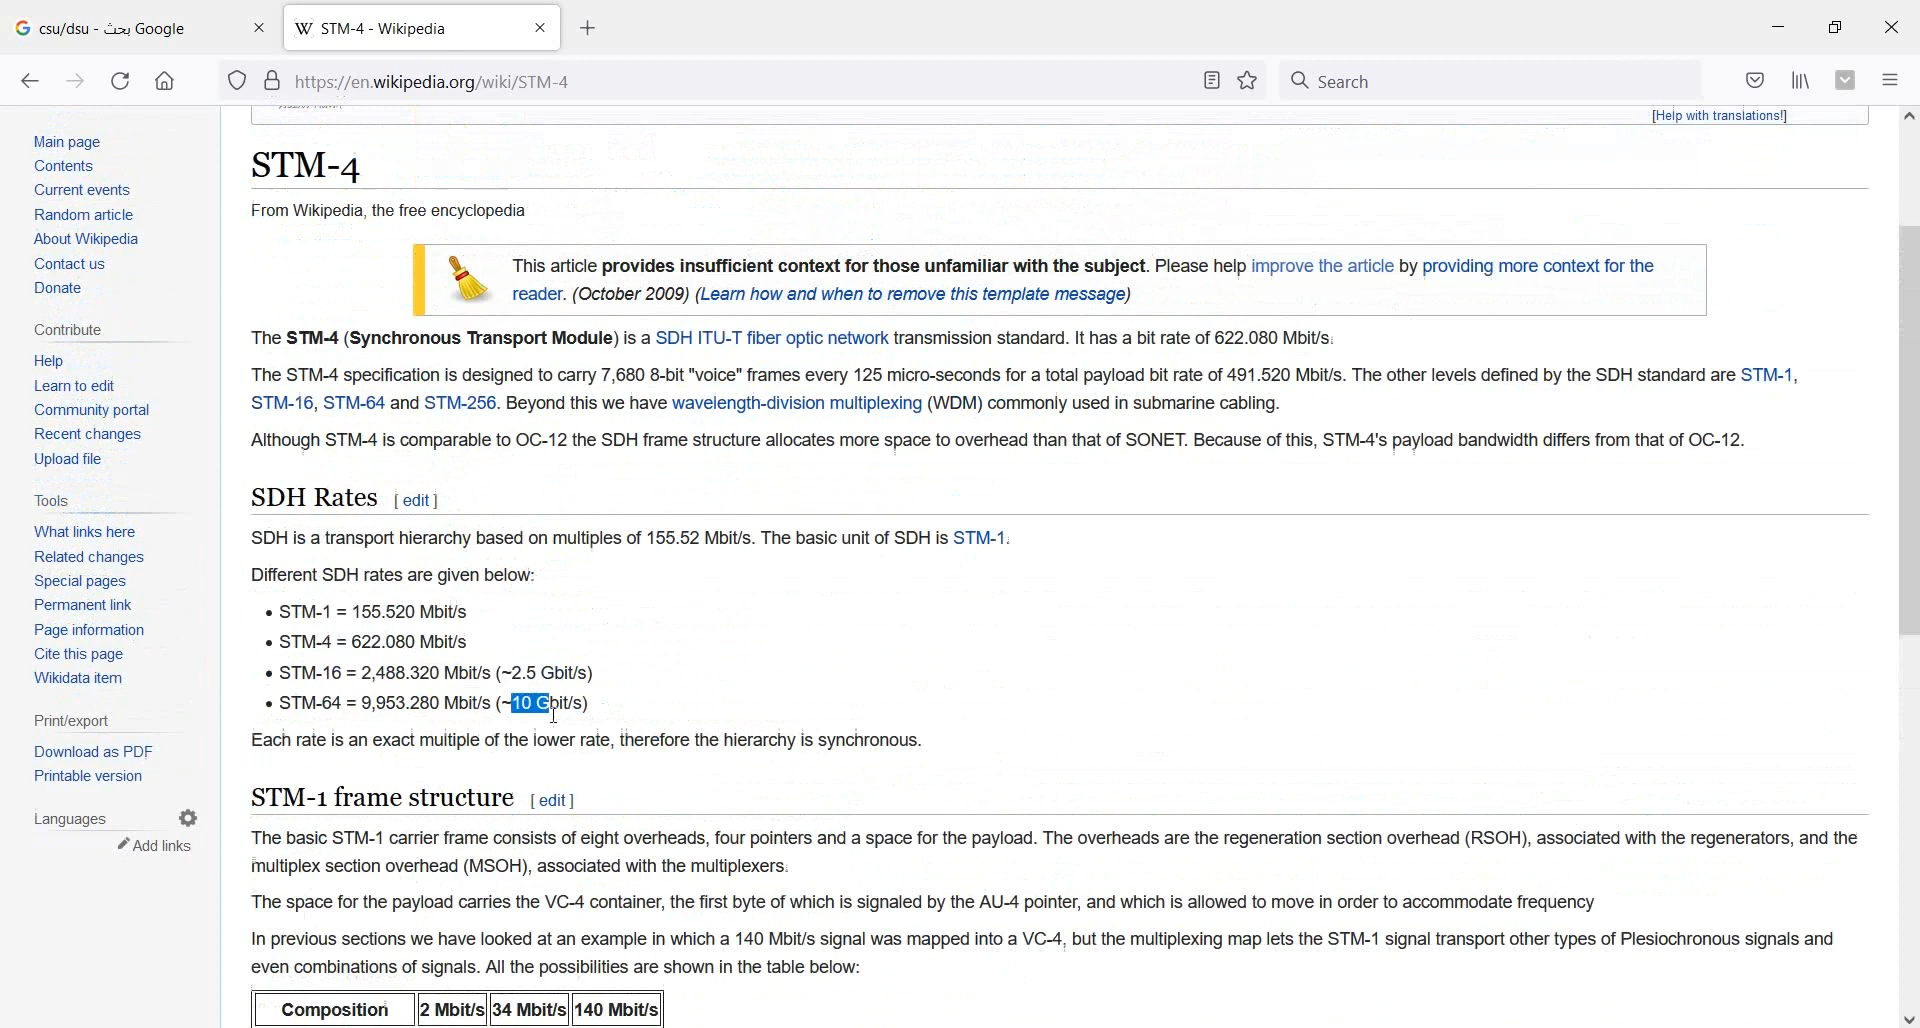 csu/dsu - بحث Google
STM-4 - Wikipedia
https://en.wikipedia.org/wiki/STM-4
Search
Main page
Contents
Current events
Random article
About Wikipedia
Contact us
Donate
Contribute
Help
Learn to edit
Community portal
Recent changes
Upload file
Tools
What links here
Related changes
Special pages
Permanent link
Page information
Cite this page
Wikidata item
Print/export
Download as PDF
Printable version
Languages
Add links
[Help with translations!]
STM-4
From Wikipedia, the free encyclopedia
This article provides insufficient context for those unfamiliar with the subject. Please help improve the article by providing more context for the
reader. (October 2009) (Learn how and when to remove this template message)
The STM-4 (Synchronous Transport Module) is a SDH ITU-T fiber optic network transmission standard. It has a bit rate of 622.080 Mbit/s.
The STM-4 specification is designed to carry 7,680 8-bit "voice" frames every 125 micro-seconds for a total payload bit rate of 491.520 Mbit/s. The other levels defined by the SDH standard are STM-1,
STM-16, STM-64 and STM-256. Beyond this we have wavelength-division multiplexing (WDM) commonly used in submarine cabling.
Although STM-4 is comparable to OC-12 the SDH frame structure allocates more space to overhead than that of SONET. Because of this, STM-4's payload bandwidth differs from that of OC-12.
SDH Rates [ edit ]
SDH is a transport hierarchy based on multiples of 155.52 Mbit/s. The basic unit of SDH is STM-1.
Different SDH rates are given below:
• STM-1 = 155.520 Mbit/s
• STM-4 = 622.080 Mbit/s
• STM-16 = 2,488.320 Mbit/s (~2.5 Gbit/s)
• STM-64 = 9,953.280 Mbit/s (~10 Gbit/s)
Each rate is an exact multiple of the lower rate, therefore the hierarchy is synchronous.
STM-1 frame structure [ edit ]
The basic STM-1 carrier frame consists of eight overheads, four pointers and a space for the payload. The overheads are the regeneration section overhead (RSOH), associated with the regenerators, and the
multiplex section overhead (MSOH), associated with the multiplexers.
The space for the payload carries the VC-4 container, the first byte of which is signaled by the AU-4 pointer, and which is allowed to move in order to accommodate frequency
In previous sections we have looked at an example in which a 140 Mbit/s signal was mapped into a VC-4, but the multiplexing map lets the STM-1 signal transport other types of Plesiochronous signals and
even combinations of signals. All the possibilities are shown in the table below:
Composition 2 Mbit/s 34 Mbit/s 140 Mbit/s